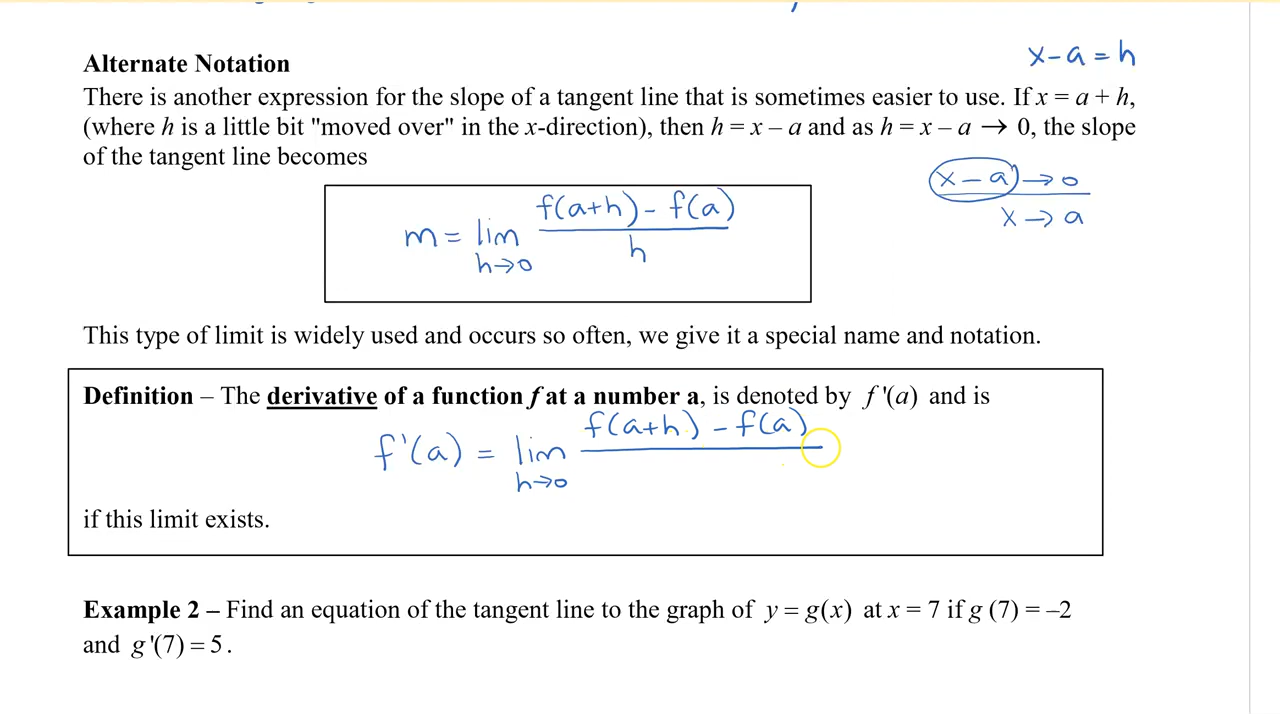 Alternate Notation
x-a=h
There is another expression for the slope of a tangent line that is sometimes easier to use. If x = a + h,
(where h is a little bit "moved over" in the x-direction), then h = x – a and as h = x – a → 0, the slope
of the tangent line becomes
x-a → 0
x → a
m = lim h→0 f(a+h) - f(a) / h
This type of limit is widely used and occurs so often, we give it a special name and notation.
Definition – The derivative of a function f at a number a, is denoted by f '(a) and is
f'(a) = lim h→0 f(a+h) - f(a)
if this limit exists.
Example 2 – Find an equation of the tangent line to the graph of y = g(x) at x = 7 if g (7) = –2
and g '(7) = 5.